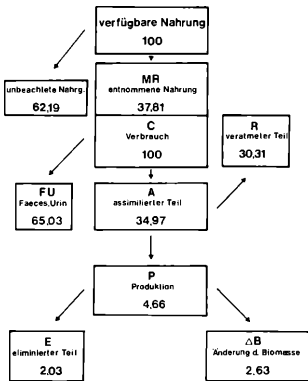 verfügbare Nahrung
100
unbeachtete Nahrg.
62,19
MR
entnommene Nahrung
37,81
C
Verbrauch
100
R
veratmeter Teil
30,31
FU
Faeces, Urin
65,03
A
assimilierter Teil
34,97
P
Produktion
4,66
E
eliminierter Teil
2,03
△B
Änderung d. Biomasse
2,63